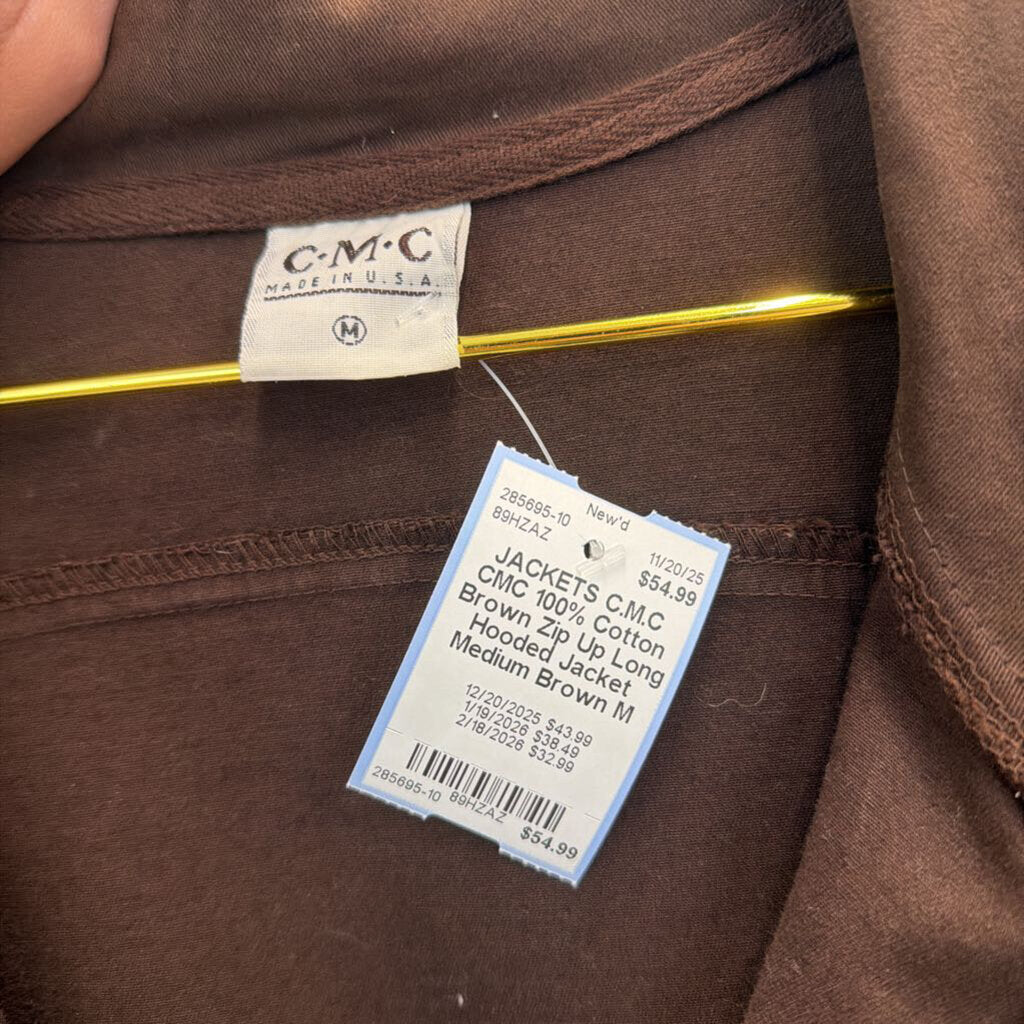 C·M·C
MADE IN U.S.A.
M
285695-10
89HZAZ
New'd
11/20/25
$54.99
JACKETS C.M.C
CMC 100% Cotton
Brown Zip Up Long
Hooded Jacket
Medium Brown M
12/20/2025 $43.99
1/19/2026 $38.49
2/18/2026 $32.99
285695-10 89HZAZ
$54.99